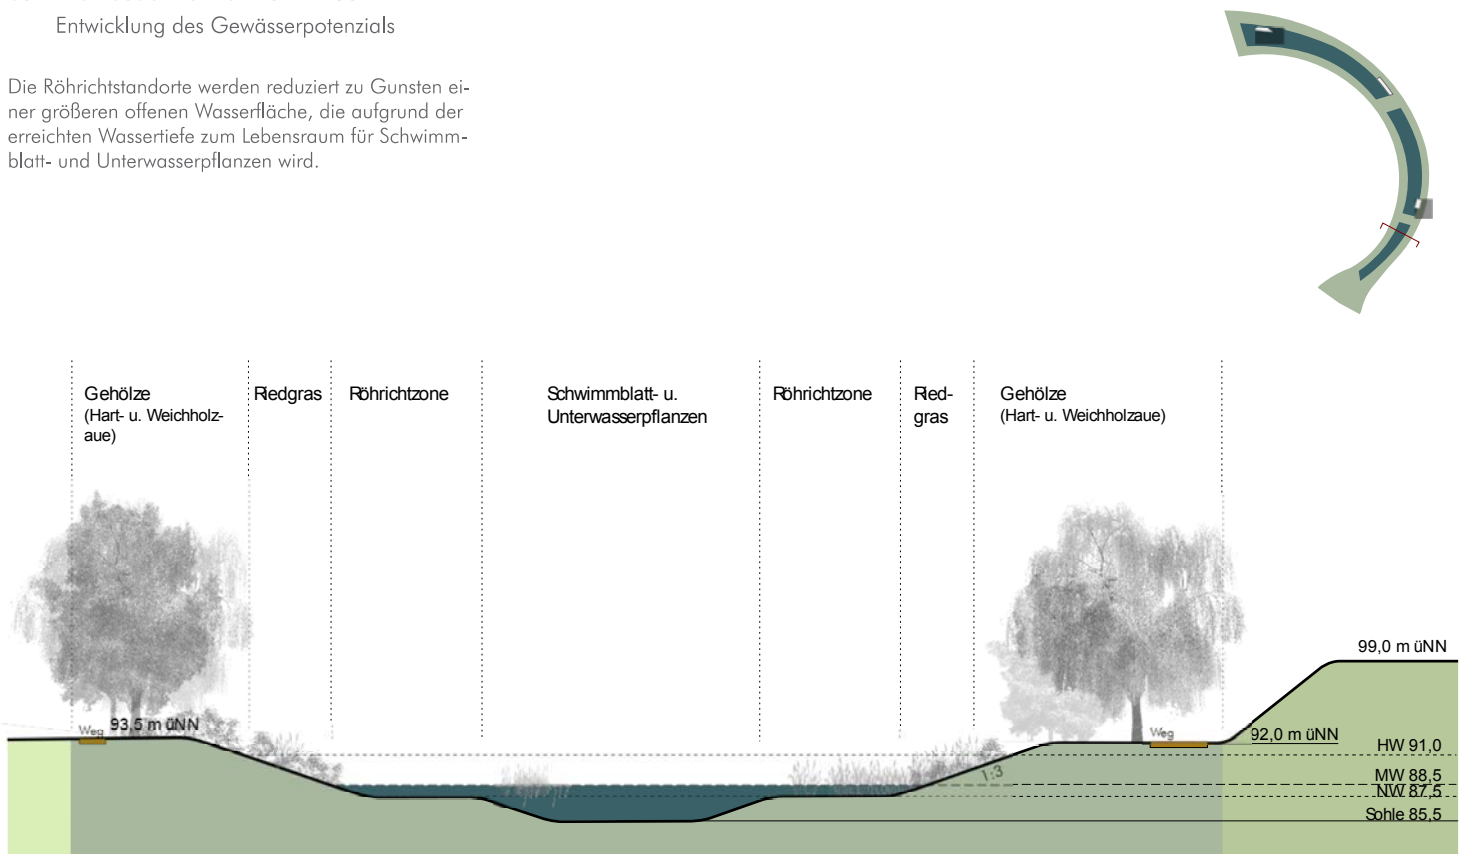 Entwicklung des Gewässerpotenzials
Die Röhrichtstandorte werden reduziert zu Gunsten ei-
ner größeren offenen Wasserfläche, die aufgrund der
erreichten Wassertiefe zum Lebensraum für Schwimm-
blatt- und Unterwasserpflanzen wird.
Gehölze
(Hart- u. Weichholz-
aue)
Riedgras
Röhrichtzone
Schwimmblatt- u.
Unterwasserpflanzen
Röhrichtzone
Ried-
gras
Gehölze
(Hart- u. Weichholzaue)
99,0 m üNN
Weg
93,5 m üNN
Weg
92,0 m üNN
HW 91,0
1:3
MW 88,5
NW 87,5
Sohle 85,5